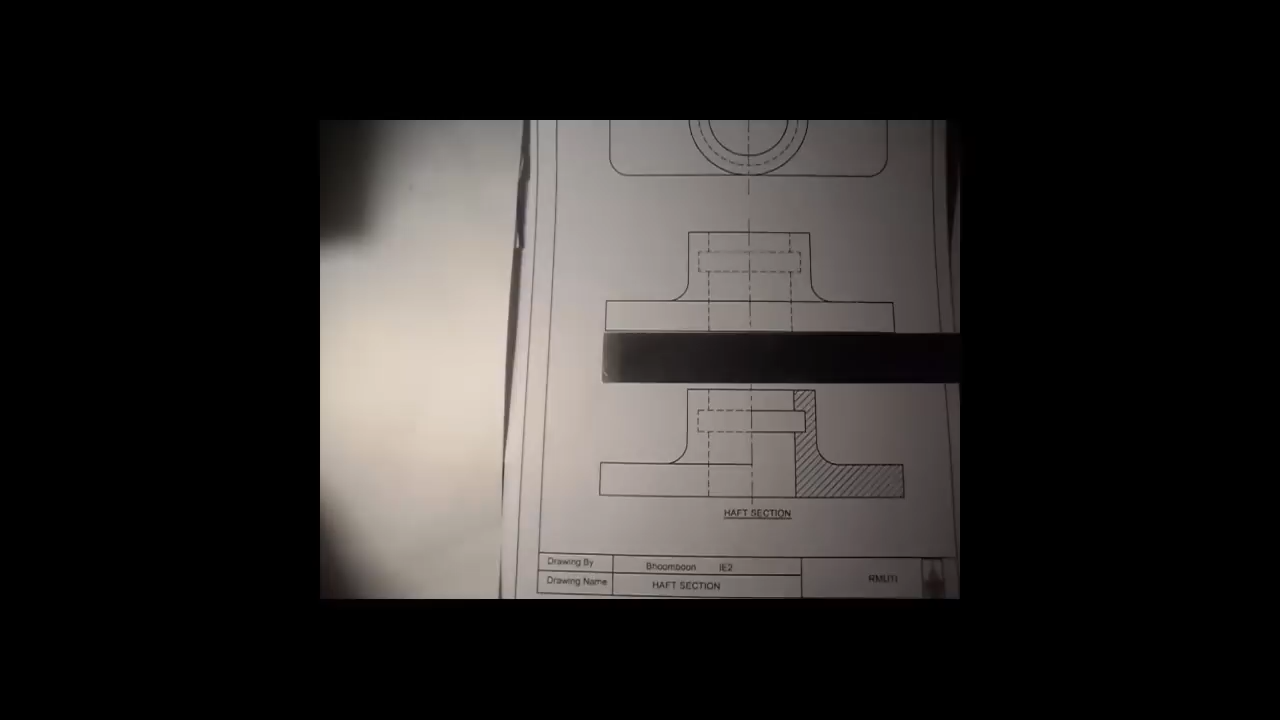 HAFT SECTION
Drawing By Bhoomboon IE2
Drawing Name HAFT SECTION
RMUTI